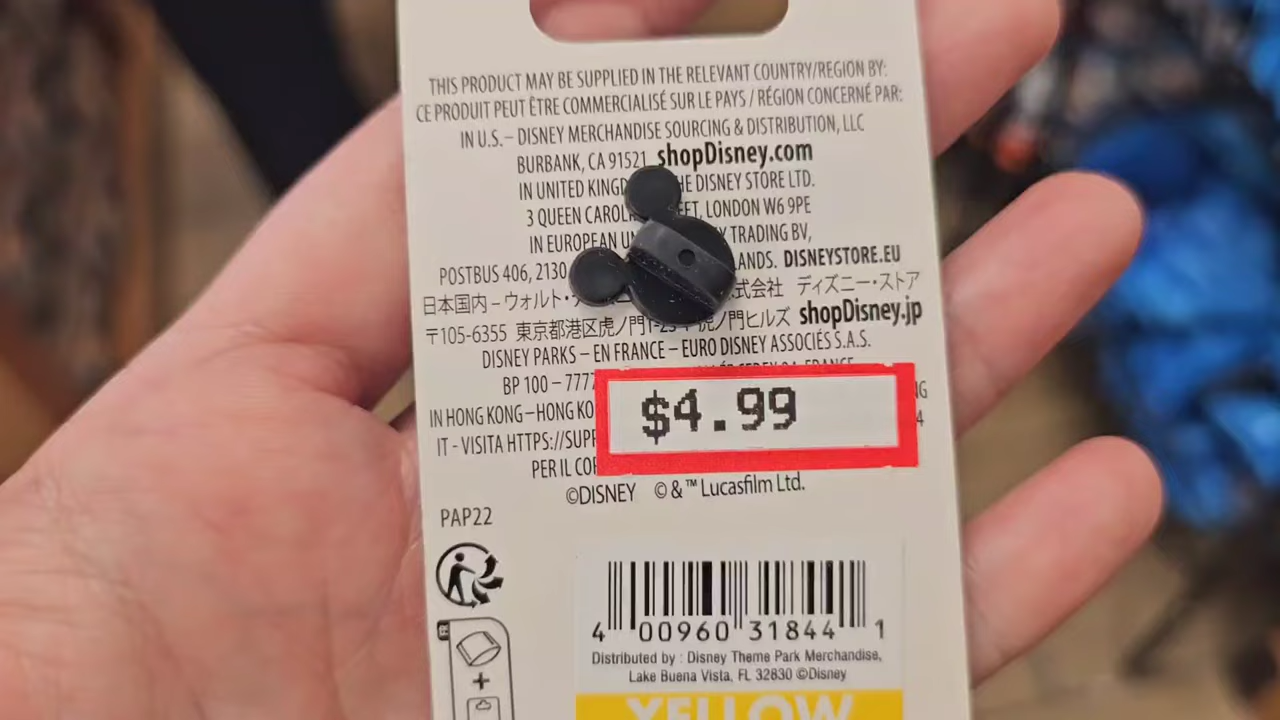 THIS PRODUCT MAY BE SUPPLIED IN THE RELEVANT COUNTRY/REGION BY:
CE PRODUIT PEUT ÊTRE COMMERCIALISÉ SUR LE PAYS / RÉGION CONCERNÉ PAR:
IN U.S. – DISNEY MERCHANDISE SOURCING & DISTRIBUTION, LLC
BURBANK, CA 91521 shopDisney.com
IN UNITED THE DISNEY STORE LTD.
3 QUEEN LONDON W6 9PE
IN EUROPEAN TRADING BV,
POSTBUS 406, 2130 DISNEYSTORE.EU
日本国内 – ウォルト・ 式会社 ディズニー・ストア
〒105-6355 東京都港区虎ノ門1-23 虎ノ門ヒルズ shopDisney.jp
DISNEY PARKS – EN FRANCE – EURO DISNEY ASSOCIÉS S.A.S.
BP 100 – 777 FRANCE
$4.99
IN HONG KONG – HONG
IT - VISITA HTTPS://SUP
PER IL
©DISNEY © & ™ Lucasfilm Ltd.
PAP22
4 00960 31844 1
Distributed by : Disney Theme Park Merchandise,
Lake Buena Vista, FL 32830 ©Disney
YELLOW